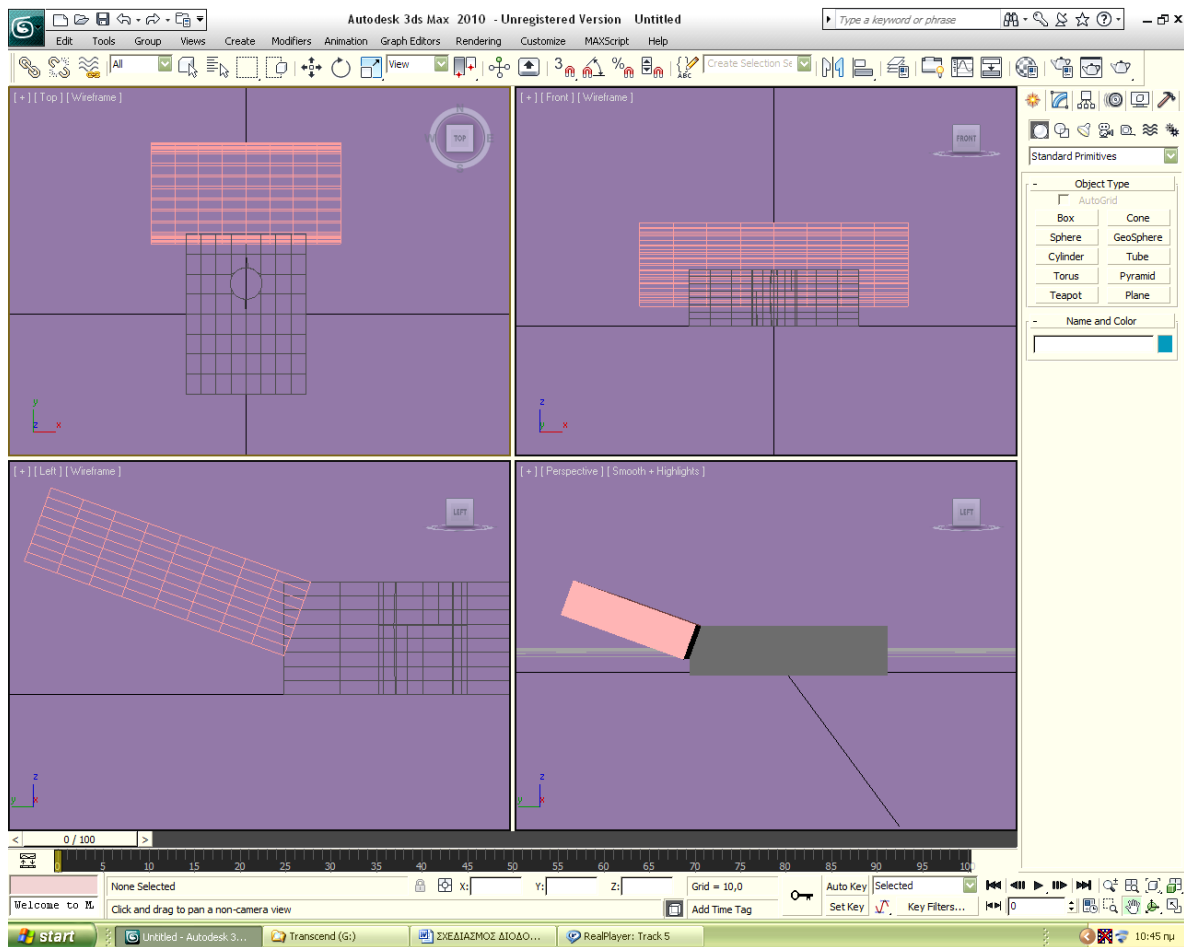 Autodesk 3ds Max 2010 - Unregistered Version Untitled
Type a keyword or phrase
Edit Tools Group Views Create Modifiers Animation Graph Editors Rendering Customize MAXScript Help
All
View
3
ABC
Create Selection Se
[ + ] [ Top ] [ Wireframe ]
N
W
E
S
TOP
y
z
x
[ + ] [ Front ] [ Wireframe ]
FRONT
z
y
x
[ + ] [ Left ] [ Wireframe ]
LEFT
z
y
x
[ + ] [ Perspective ] [ Smooth + Highlights ]
LEFT
z
y
x
Standard Primitives
- Object Type
AutoGrid
Box Cone
Sphere GeoSphere
Cylinder Tube
Torus Pyramid
Teapot Plane
- Name and Color
< 0 / 100 >
0 5 10 15 20 25 30 35 40 45 50 55 60 65 70 75 80 85 90 95 100
None Selected
X: Y: Z:
Grid = 10,0
Auto Key Selected
Welcome to M.
Click and drag to pan a non-camera view
Add Time Tag
Set Key Key Filters...
0
start
Untitled - Autodesk 3...
Transcend (G:)
ΣΧΕΔΙΑΣΜΟΣ ΔΙΟΔΟ...
RealPlayer: Track 5
10:45 πμ